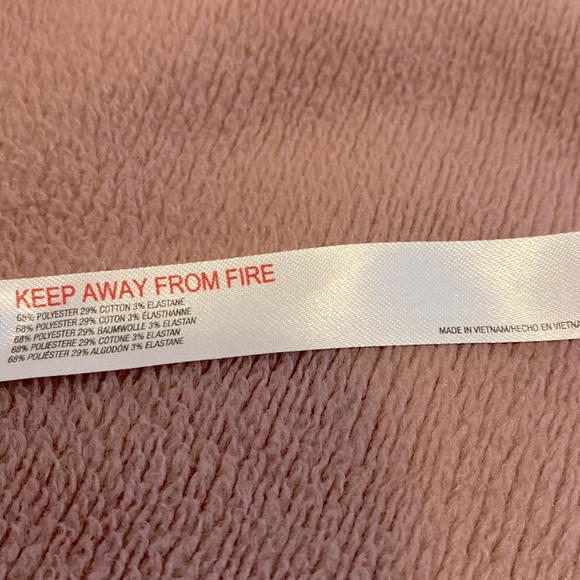 KEEP AWAY FROM FIRE
68% POLYESTER 29% COTTON 3% ELASTANE
68% POLYESTER 29% COTON 3% ÉLASTHANNE
68% POLYESTER 29% BAUMWOLLE 3% ELASTAN
68% POLIESTERE 29% COTONE 3% ELASTAN
68% POLIÉSTER 29% ALGODÓN 3% ELASTANE
MADE IN VIETNAM/HECHO EN VIETNA